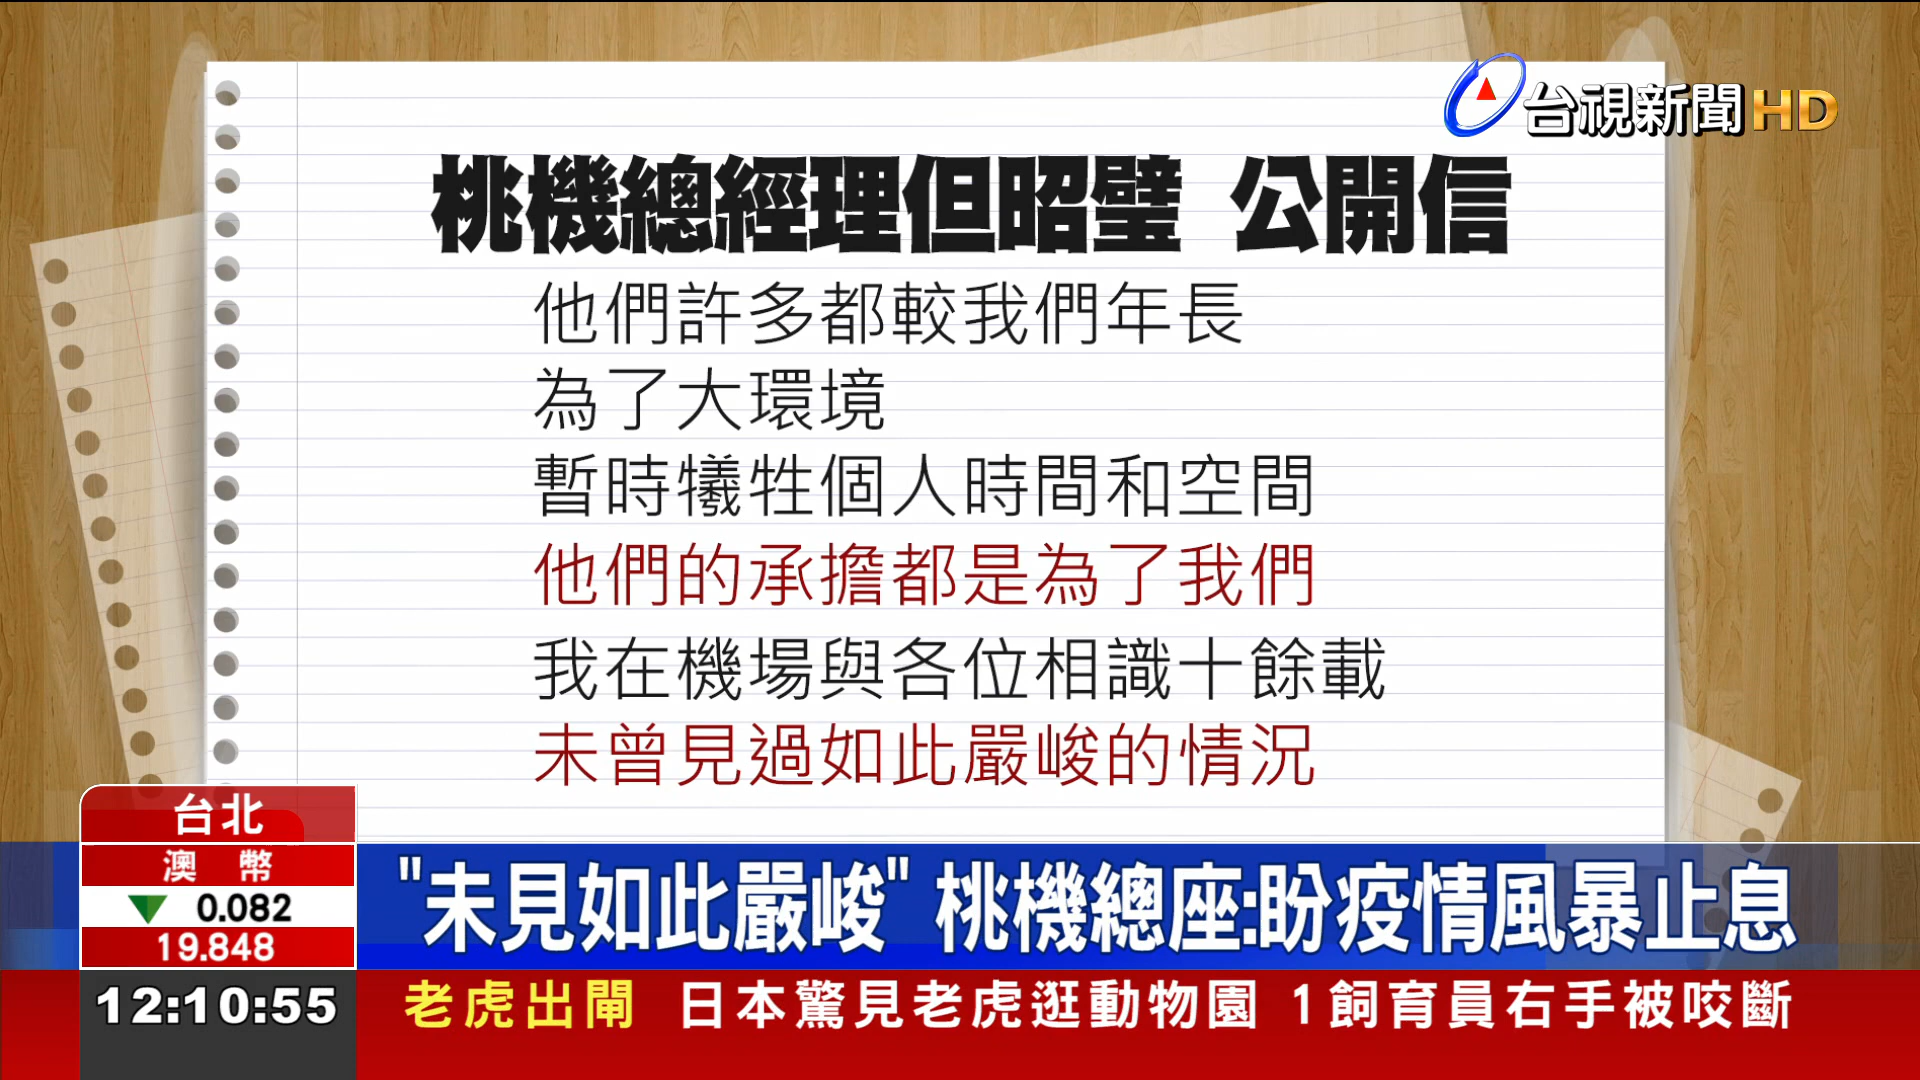 台視新聞HD
桃機總經理但昭璧 公開信
他們許多都較我們年長
為了大環境
暫時犧牲個人時間和空間
他們的承擔都是為了我們
我在機場與各位相識十餘載
未曾見過如此嚴峻的情況
台北
澳 幣
▼ 0.082
19.848
"未見如此嚴峻" 桃機總座:盼疫情風暴止息
12:10:55
老虎出閘 日本驚見老虎逛動物園 1飼育員右手被咬斷